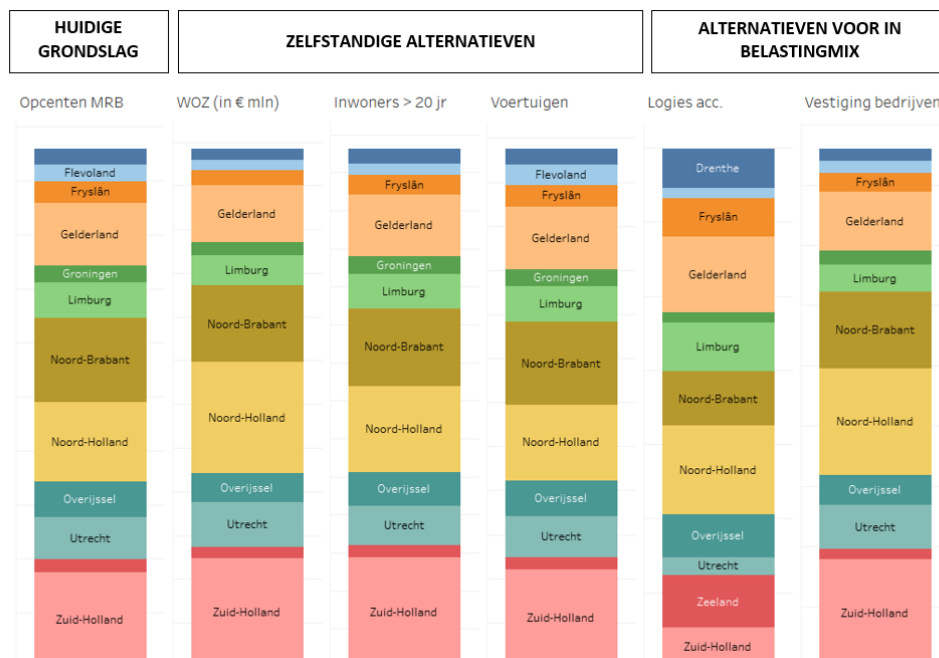 HUIDIGE
GRONDSLAG
ZELFSTANDIGE ALTERNATIEVEN
ALTERNATIEVEN VOOR IN
BELASTINGMIX
Opcenten MRB
WOZ (in € mln)
Inwoners > 20 jr
Voertuigen
Logies acc.
Vestiging bedrijven
Flevoland
Fryslân
Gelderland
Groningen
Limburg
Noord-Brabant
Noord-Holland
Overijssel
Utrecht
Zuid-Holland
Gelderland
Limburg
Noord-Brabant
Noord-Holland
Overijssel
Utrecht
Zuid-Holland
Fryslân
Gelderland
Groningen
Limburg
Noord-Brabant
Noord-Holland
Overijssel
Utrecht
Zuid-Holland
Flevoland
Fryslân
Gelderland
Groningen
Limburg
Noord-Brabant
Noord-Holland
Overijssel
Utrecht
Zuid-Holland
Drenthe
Fryslân
Gelderland
Limburg
Noord-Brabant
Noord-Holland
Overijssel
Utrecht
Zeeland
Zuid-Holland
Fryslân
Gelderland
Limburg
Noord-Brabant
Noord-Holland
Overijssel
Utrecht
Zuid-Holland